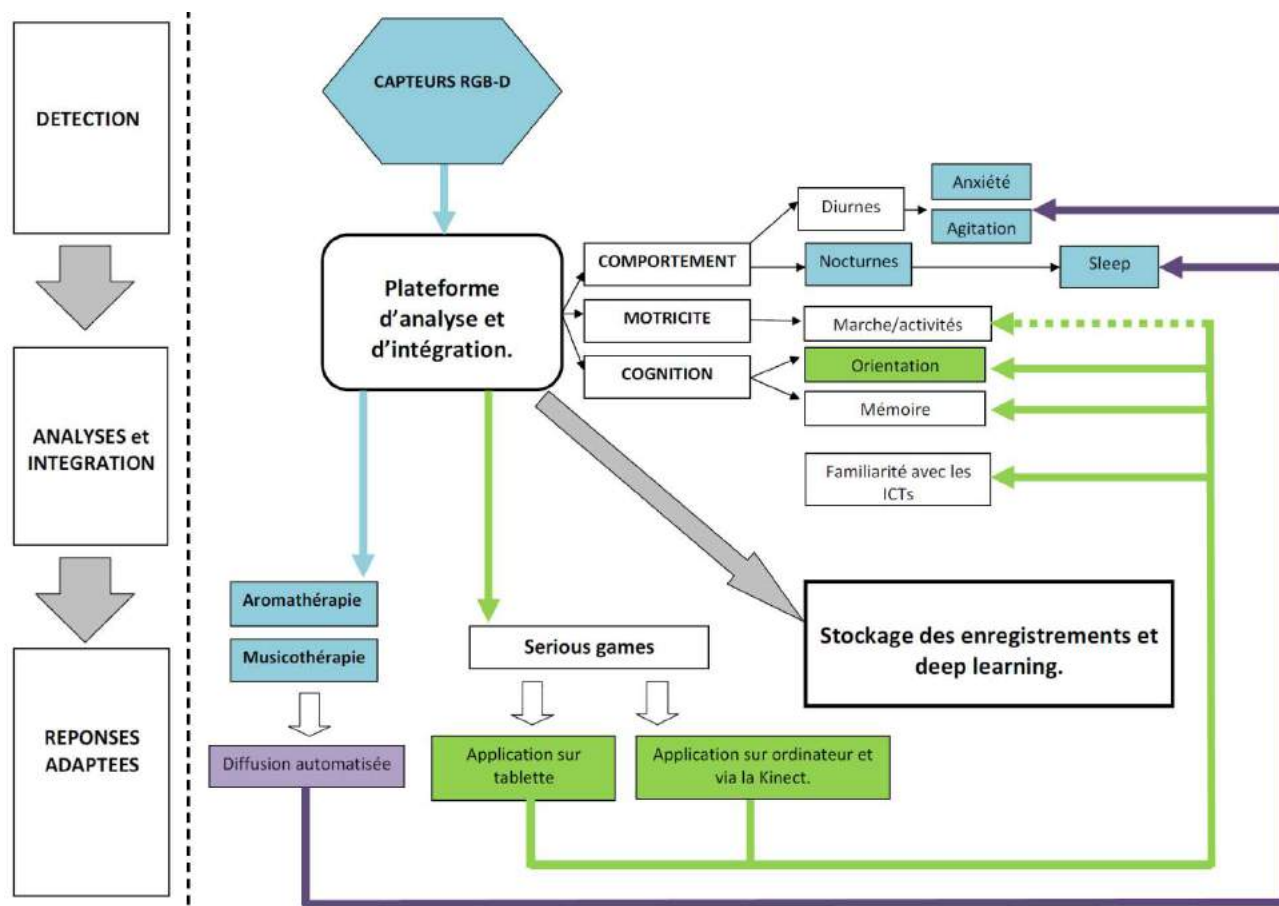 DETECTION
ANALYSES et
INTEGRATION
REPONSES
ADAPTEES
CAPTEURS RGB-D
Plateforme
d’analyse et
d’intégration.
COMPORTEMENT
MOTRICITE
COGNITION
Diurnes
Anxiété
Agitation
Nocturnes
Sleep
Marche/activités
Orientation
Mémoire
Familiarité avec les
ICTs
Aromathérapie
Musicothérapie
Serious games
Stockage des enregistrements et
deep learning.
Diffusion automatisée
Application sur
tablette
Application sur ordinateur et
via la Kinect.